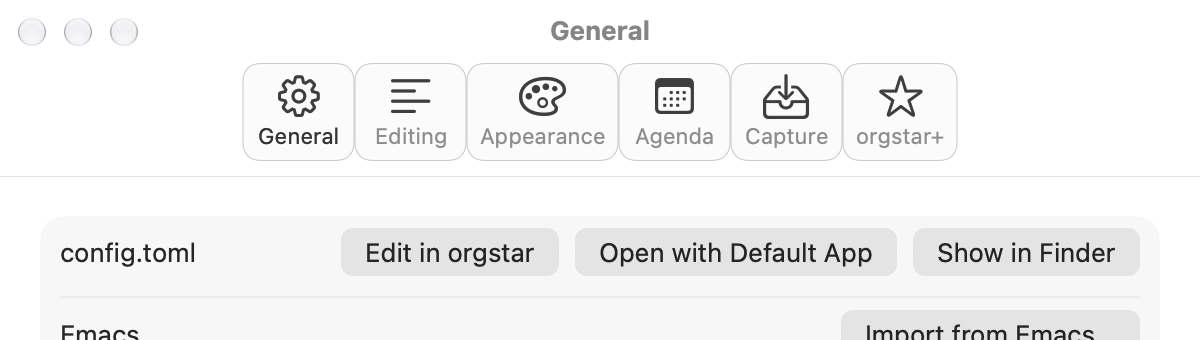 General
General Editing Appearance Agenda Capture orgstar+
config.toml Edit in orgstar Open with Default App Show in Finder
Emacs Import from Emacs...